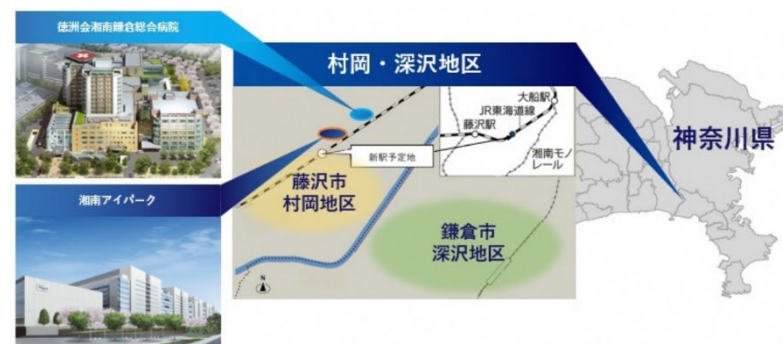 徳洲会湘南鎌倉総合病院
村岡・深沢地区
大船駅
JR東海道線
藤沢駅
湘南モノ
レール
新駅予定地
神奈川県
藤沢市
村岡地区
湘南アイパーク
鎌倉市
深沢地区
N